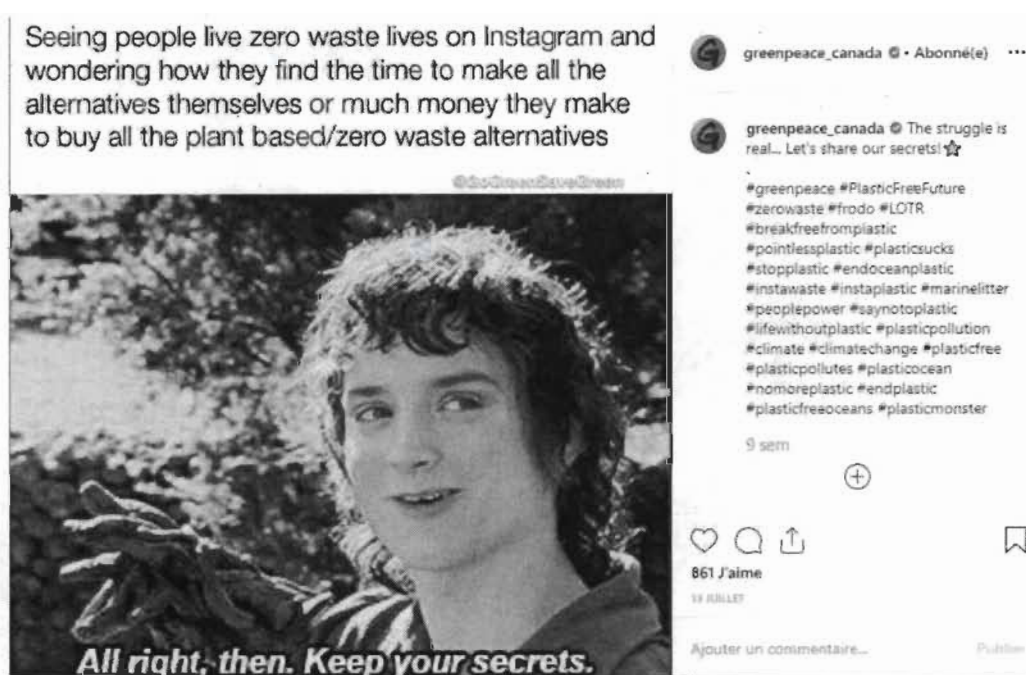 Seeing people live zero waste lives on Instagram and
wondering how they find the time to make all the
alternatives themselves or much money they make
to buy all the plant based/zero waste alternatives
@doGreenSaveGreen
All right, then. Keep your secrets.
greenpeace_canada • Abonné(e) •••
greenpeace_canada The struggle is
real... Let's share our secrets!
#greenpeace #PlasticFreeFuture
#zerowaste #frodo #LOTR
#breakfreefromplastic
#pointlessplastic #plasticsucks
#stopplastic #endoceanplastic
#instawaste #instaplastic #marinelitter
#peoplepower #saynotoplastic
#lifewithoutplastic #plasticpollution
#climate #climatechange #plasticfree
#plasticpollutes #plasticocean
#nomoreplastic #endplastic
#plasticfreeoceans #plasticmonster
9 sem
861 J'aime
JUILLET
Ajouter un commentaire... Publier